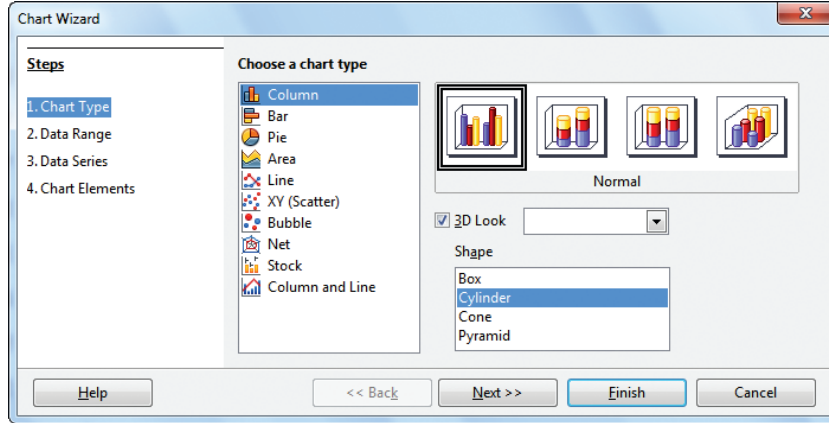 Chart Wizard
Steps
1. Chart Type
2. Data Range
3. Data Series
4. Chart Elements
Choose a chart type
Column
Bar
Pie
Area
Line
XY (Scatter)
Bubble
Net
Stock
Column and Line
Normal
3D Look
Shape
Box
Cylinder
Cone
Pyramid
Help
<< Back
Next >>
Finish
Cancel